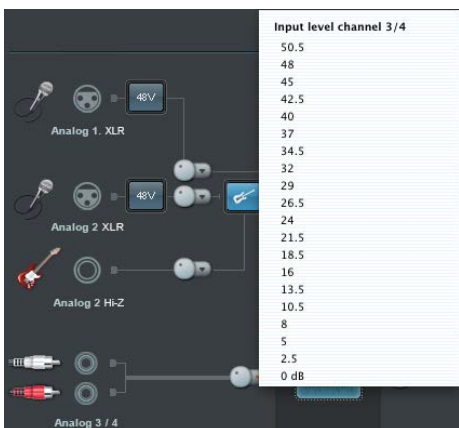 Input level channel 3/4
50.5
48
45
42.5
40
37
34.5
32
29
26.5
24
21.5
18.5
16
13.5
10.5
8
5
2.5
0 dB
48V
Analog 1. XLR
48V
Analog 2 XLR
Analog 2 Hi-Z
Analog 3 / 4